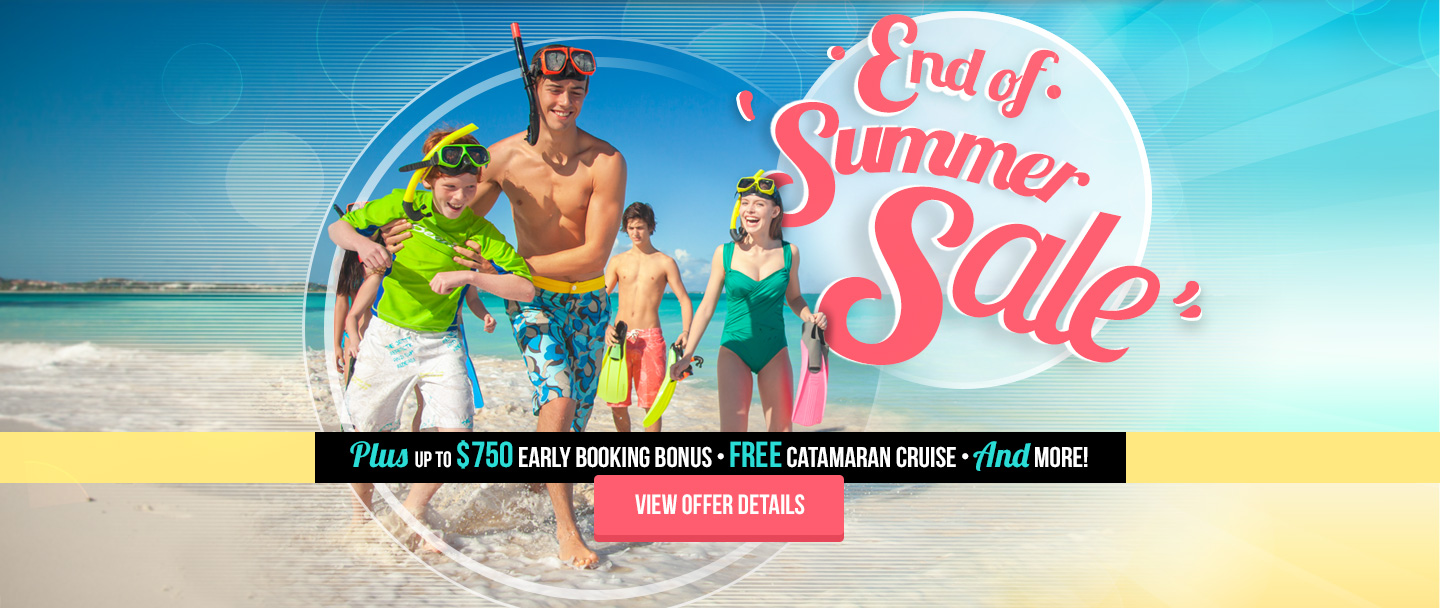 End of
Summer
Sale
Plus UP TO $750 EARLY BOOKING BONUS • FREE CATAMARAN CRUISE • And MORE!
VIEW OFFER DETAILS